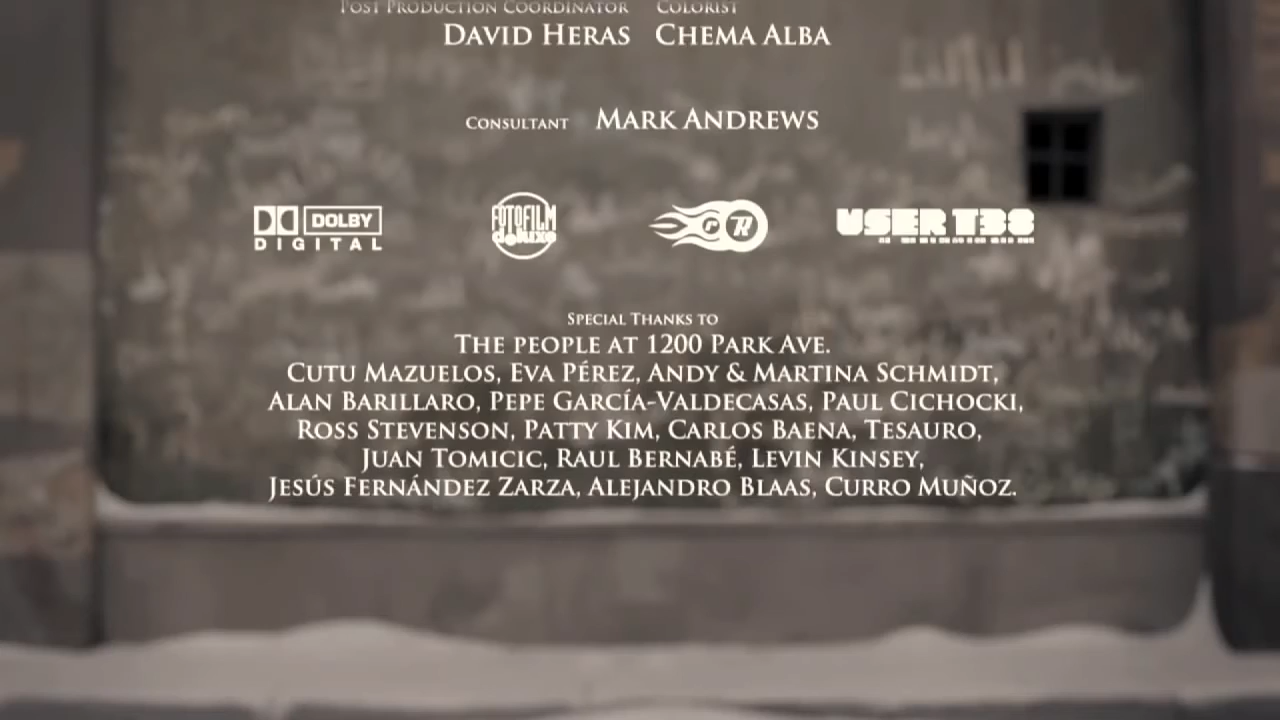 POST PRODUCTION COORDINATOR COLORIST
DAVID HERAS CHEMA ALBA
CONSULTANT MARK ANDREWS
DOLBY
DIGITAL
FOTOFILM
deluxe
r R
USER T38
SPECIAL THANKS TO
THE PEOPLE AT 1200 PARK AVE.
CUTU MAZUELOS, EVA PÉREZ, ANDY & MARTINA SCHMIDT,
ALAN BARILLARO, PEPE GARCÍA-VALDECASAS, PAUL CICHOCKI,
ROSS STEVENSON, PATTY KIM, CARLOS BAENA, TESAURO,
JUAN TOMICIC, RAUL BERNABÉ, LEVIN KINSEY,
JESÚS FERNÁNDEZ ZARZA, ALEJANDRO BLAAS, CURRO MUÑOZ.